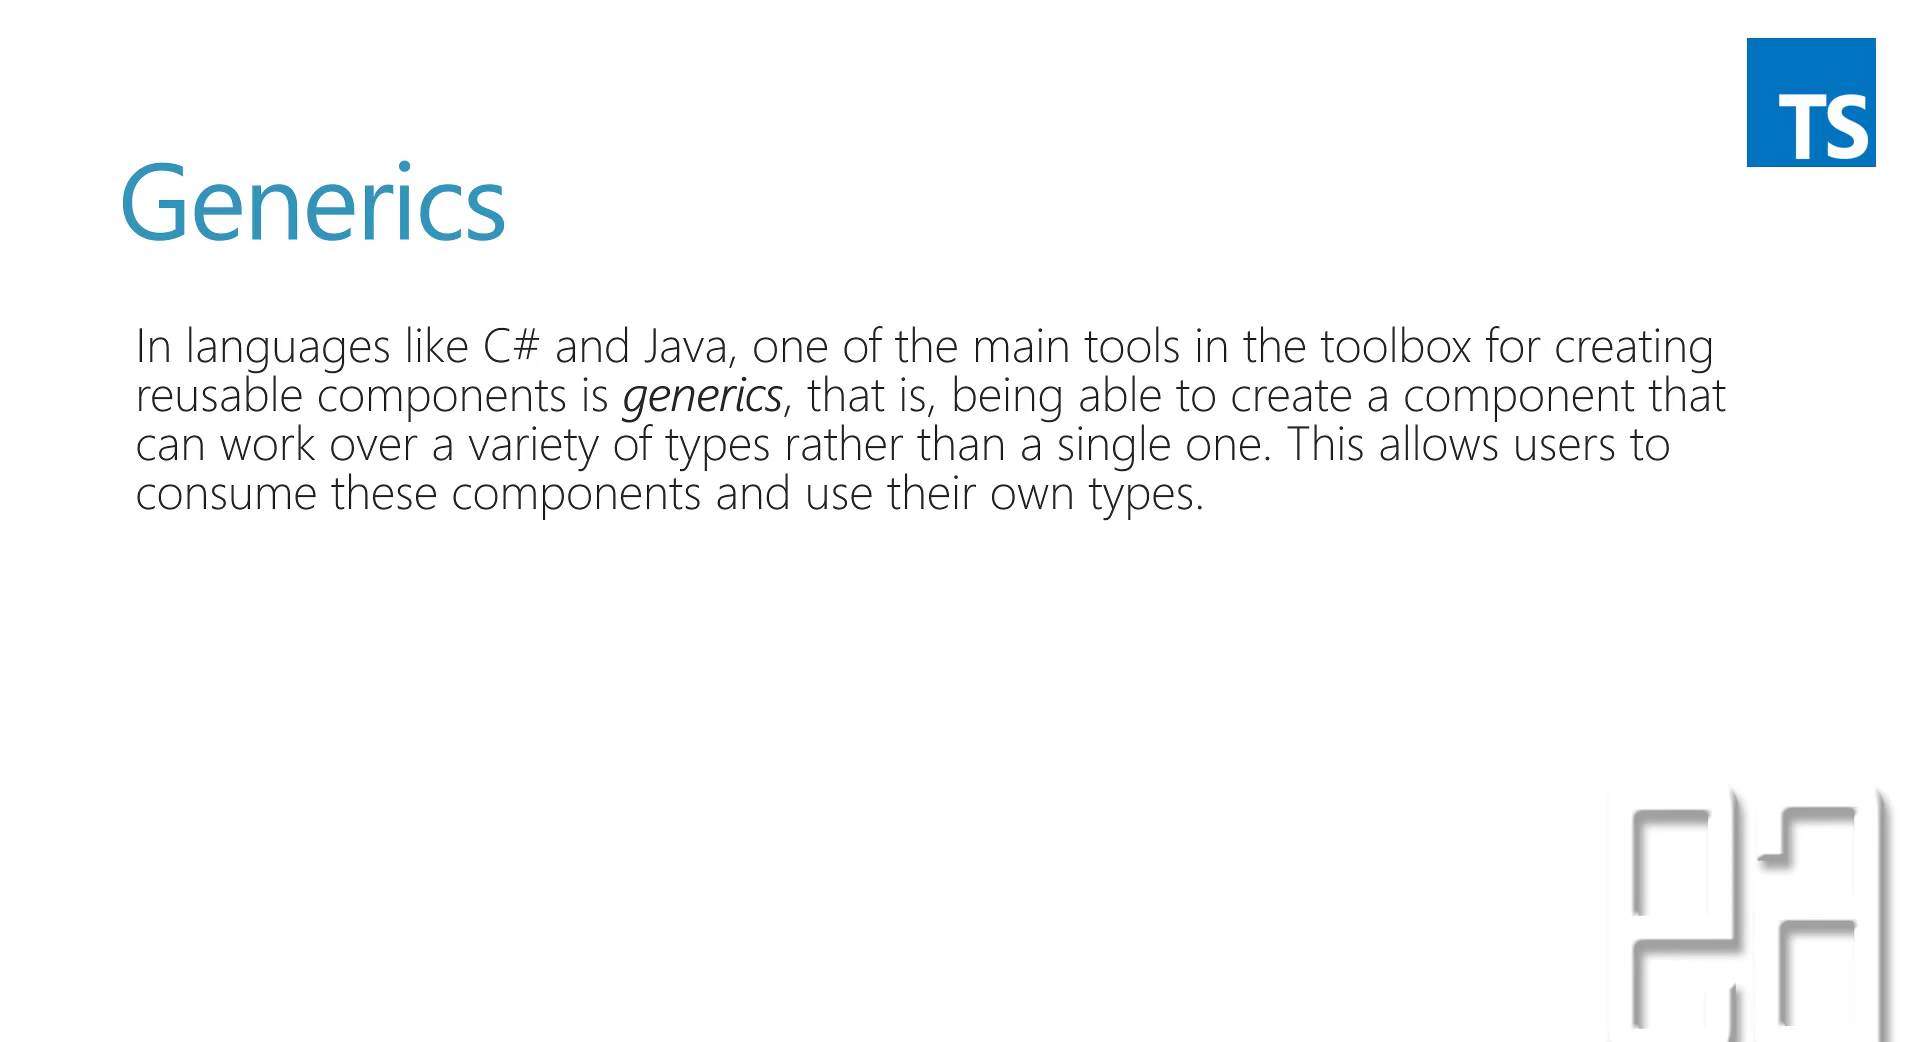 TS
Generics
In languages like C# and Java, one of the main tools in the toolbox for creating
reusable components is generics, that is, being able to create a component that
can work over a variety of types rather than a single one. This allows users to
consume these components and use their own types.